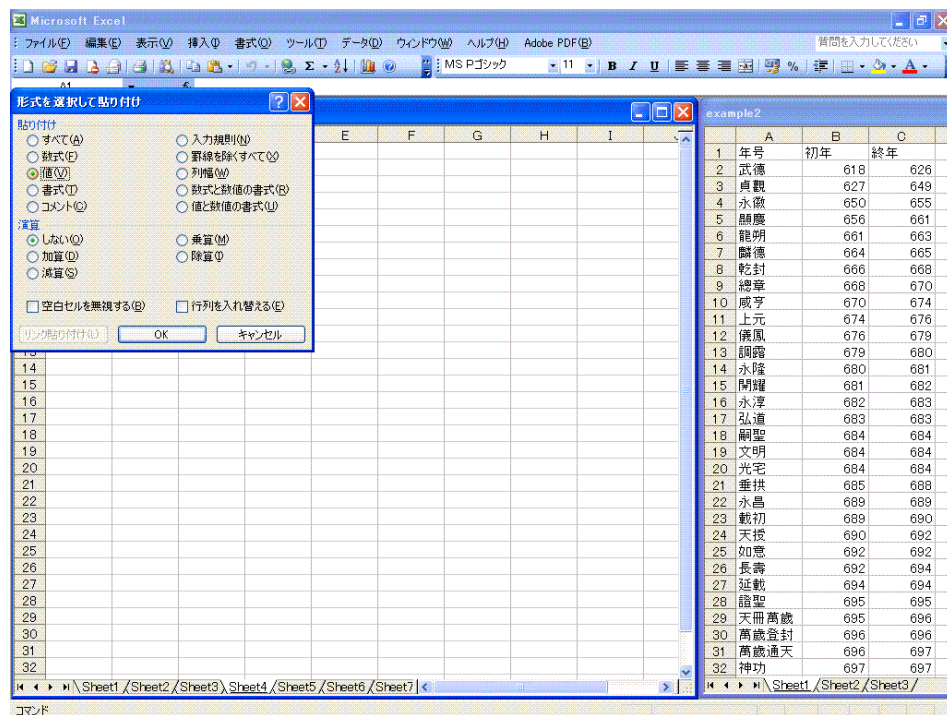 Microsoft Excel
ファイル(F) 編集(E) 表示(V) 挿入(I) 書式(O) ツール(T) データ(D) ウィンドウ(W) ヘルプ(H) Adobe PDF(B) 質問を入力してください
MS Pゴシック 11 B I U %
形式を選択して貼り付け
貼り付け
すべて(A) 入力規則(N)
数式(F) 罫線を除くすべて(X)
値(V) 列幅(W)
書式(T) 数式と数値の書式(R)
コメント(C) 値と数値の書式(U)
演算
しない(O) 乗算(M)
加算(D) 除算(I)
減算(S)
空白セルを無視する(B) 行列を入れ替える(E)
リンク貼り付け(L) OK キャンセル
E F G H I
13
14
15
16
17
18
19
20
21
22
23
24
25
26
27
28
29
30
31
32
Sheet1 Sheet2 Sheet3 Sheet4 Sheet5 Sheet6 Sheet7
example2
A B C
1 年号 初年 終年
2 武德 618 626
3 貞觀 627 649
4 永徽 650 655
5 顯慶 656 661
6 龍朔 661 663
7 麟德 664 665
8 乾封 666 668
9 總章 668 670
10 咸亨 670 674
11 上元 674 676
12 儀鳳 676 679
13 調露 679 680
14 永隆 680 681
15 開耀 681 682
16 永淳 682 683
17 弘道 683 683
18 嗣聖 684 684
19 文明 684 684
20 光宅 684 684
21 垂拱 685 688
22 永昌 689 689
23 載初 689 690
24 天授 690 692
25 如意 692 692
26 長壽 692 694
27 延載 694 694
28 證聖 695 695
29 天冊萬歲 695 696
30 萬歲登封 696 696
31 萬歲通天 696 697
32 神功 697 697
Sheet1 Sheet2 Sheet3
コマンド